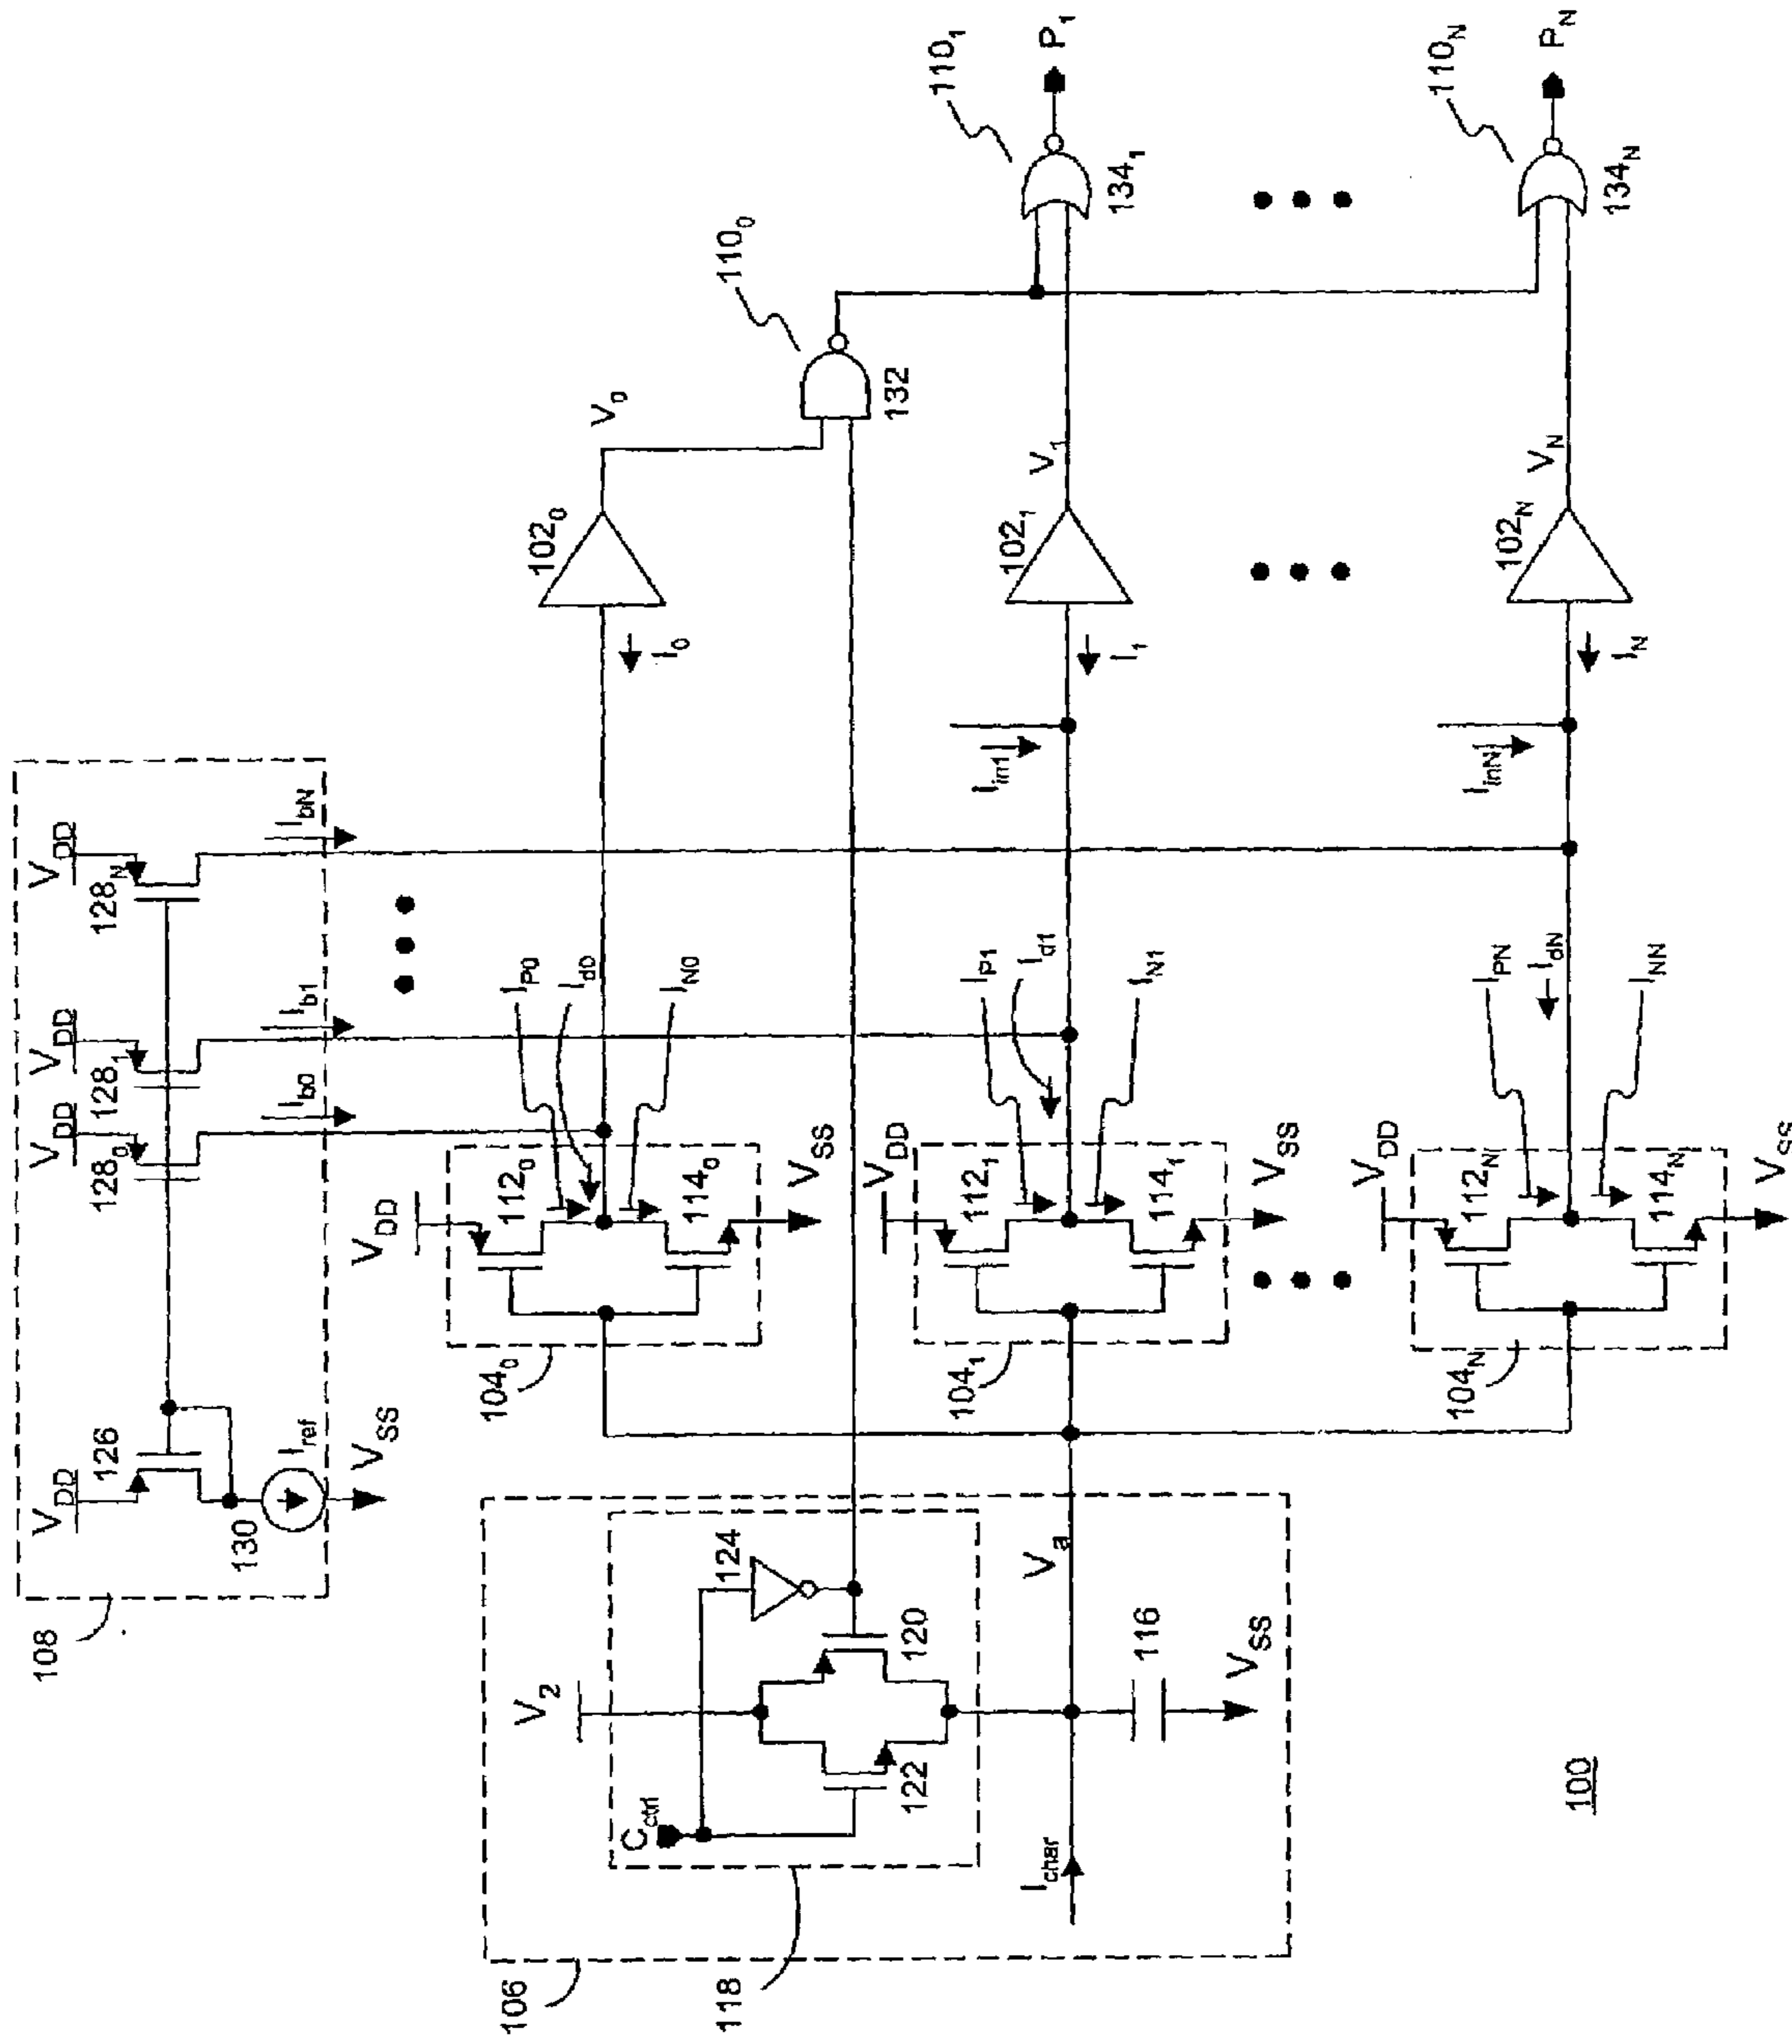 108
V_DD
126
130
I_ref
V_SS
V_DD
128_0
V_DD
128_1
V_DD
128_N
I_b0
I_b1
I_bN
106
118
C_ctrl
V_2
122
120
124
I_char
116
V_SS
V_a
104_0
V_DD
112_0
114_0
V_SS
I_P0
I_d0
I_N0
I_0
102_0
V_0
110_0
132
104_1
V_DD
112_1
114_1
V_SS
I_P1
I_d1
I_N1
I_in1
I_1
102_1
V_1
110_1
134_1
P_1
104_N
V_DD
112_N
114_N
V_SS
I_PN
I_dN
I_NN
I_inN
I_N
102_N
V_N
110_N
134_N
P_N
100